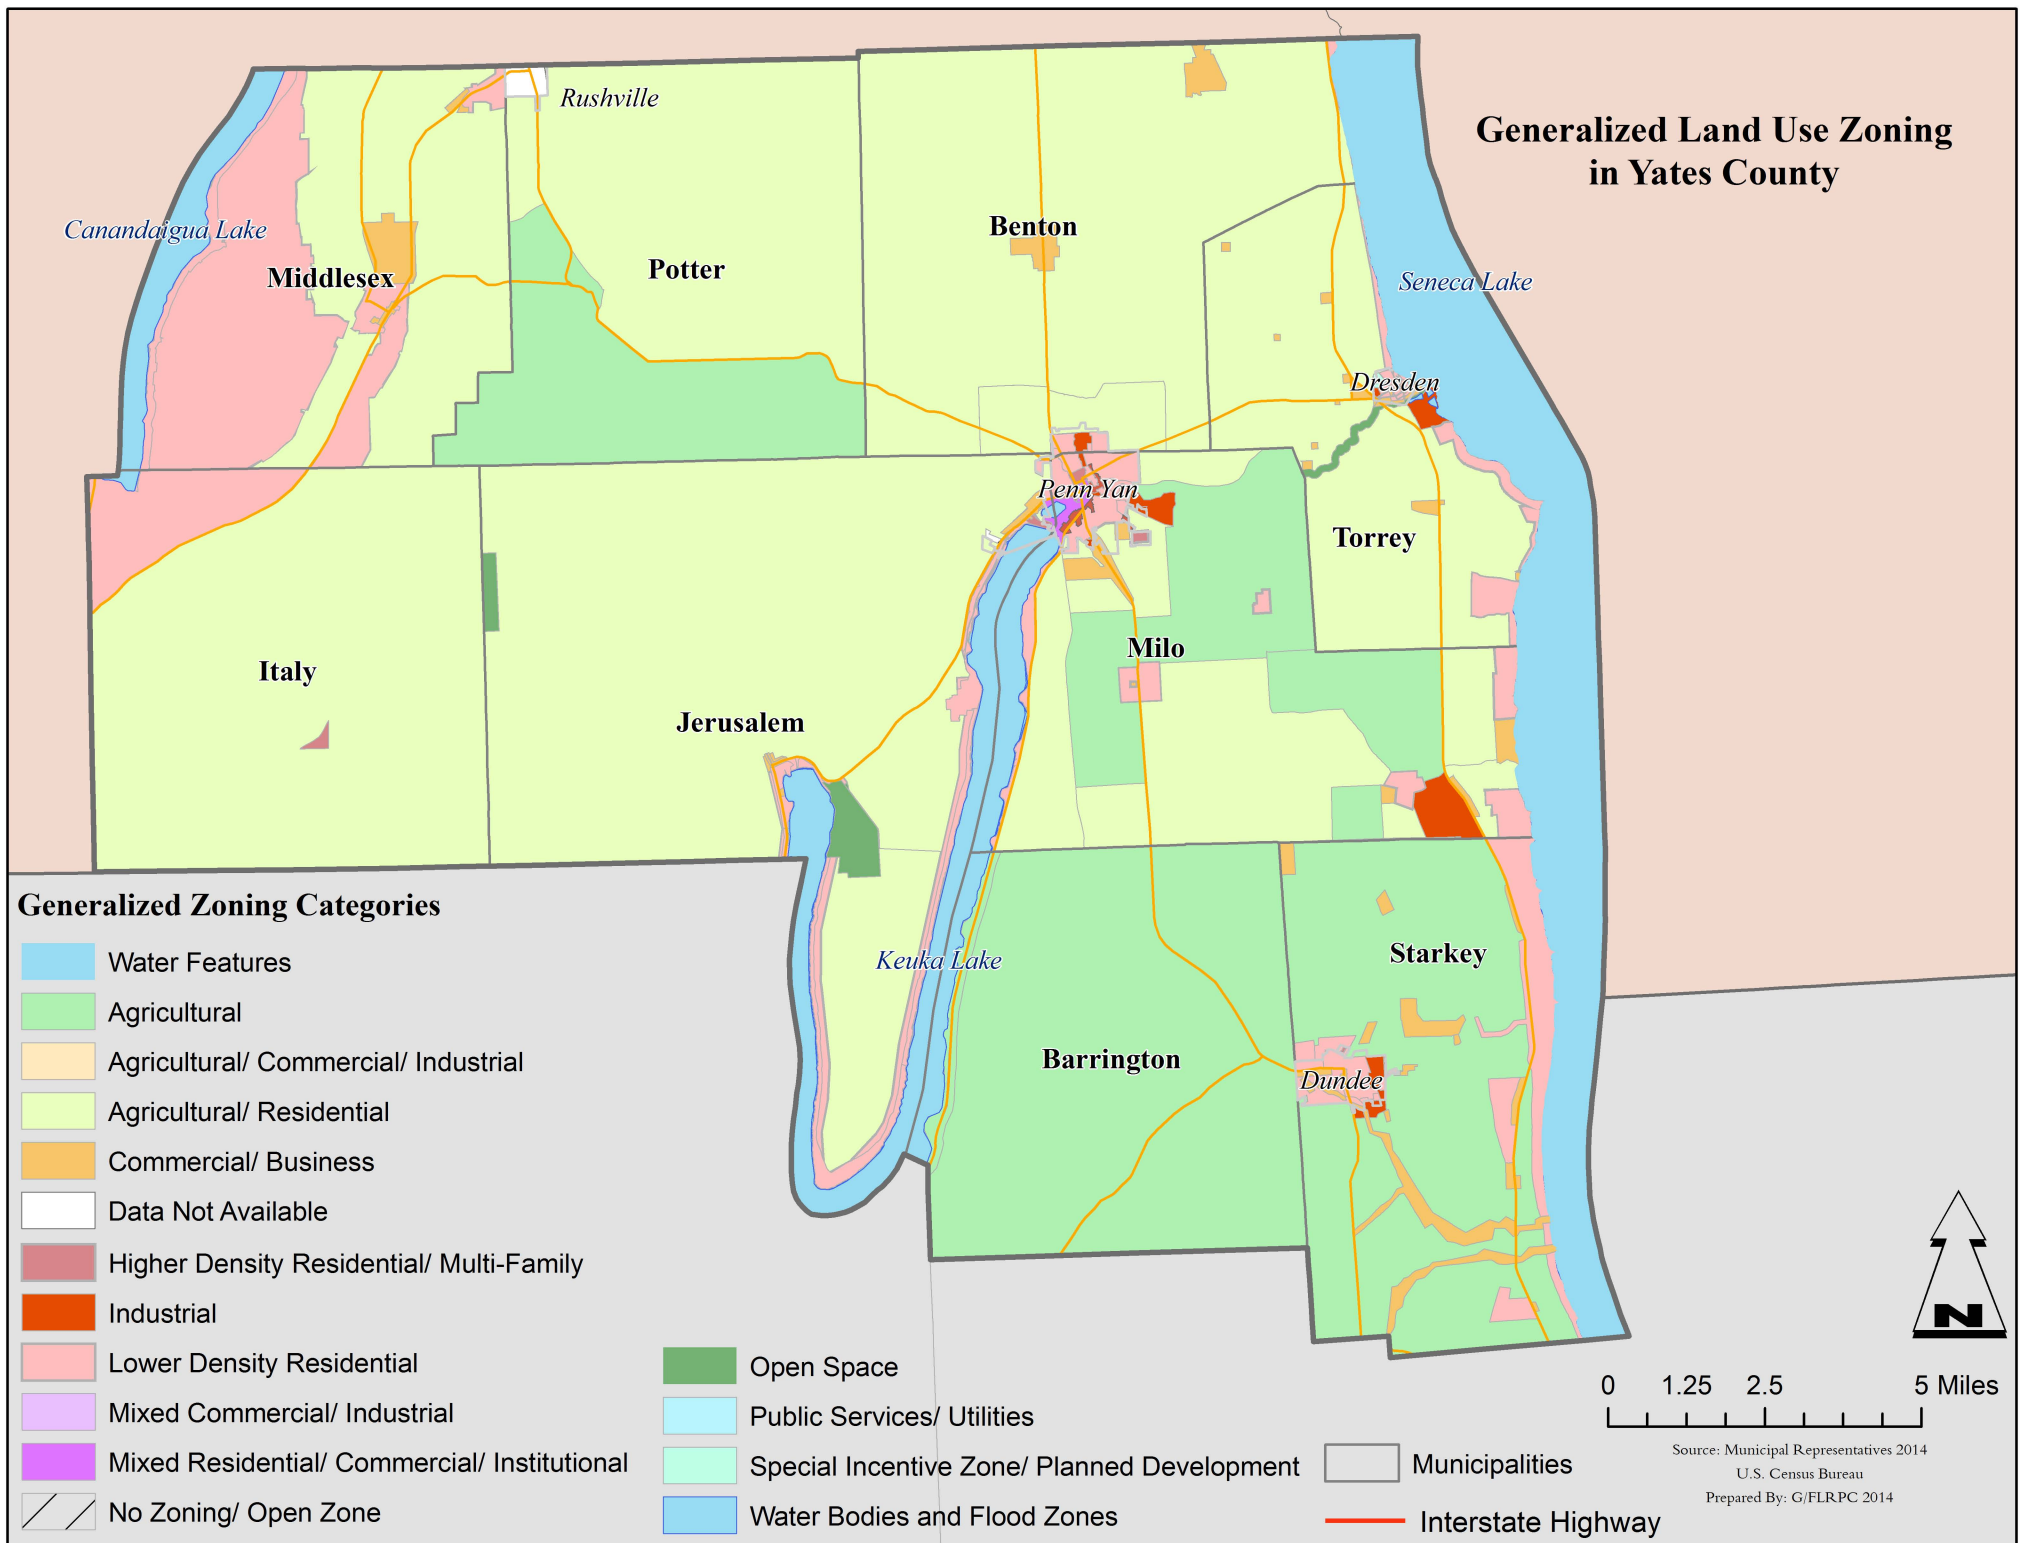 Generalized Land Use Zoning
in Yates County
Rushville
Canandaigua Lake
Middlesex
Potter
Benton
Seneca Lake
Dresden
Penn Yan
Torrey
Italy
Milo
Jerusalem
Keuka Lake
Starkey
Barrington
Dundee
Generalized Zoning Categories
Water Features
Agricultural
Agricultural/ Commercial/ Industrial
Agricultural/ Residential
Commercial/ Business
Data Not Available
Higher Density Residential/ Multi-Family
Industrial
Lower Density Residential
Mixed Commercial/ Industrial
Mixed Residential/ Commercial/ Institutional
No Zoning/ Open Zone
Open Space
Public Services/ Utilities
Special Incentive Zone/ Planned Development
Water Bodies and Flood Zones
Municipalities
Interstate Highway
N
0 1.25 2.5 5 Miles
Source: Municipal Representatives 2014
U.S. Census Bureau
Prepared By: G/FLRPC 2014